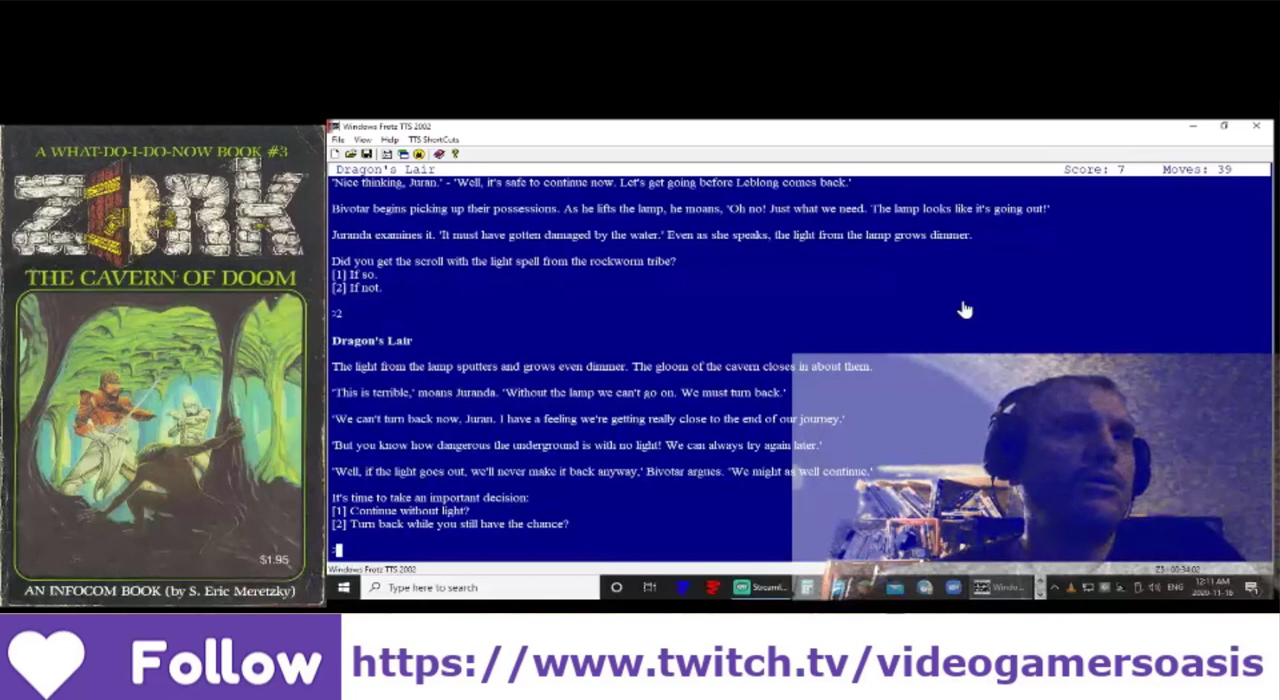 A WHAT-DO-I-DO-NOW BOOK #3
ZORK
THE CAVERN OF DOOM
$1.95
AN INFOCOM BOOK (by S. Eric Meretzky)
Windows Frotz TTS 2002
File View Help TTS ShortCuts
Dragon's Lair Score: 7 Moves: 39
'Nice thinking, Juran.' - 'Well, it's safe to continue now. Let's get going before Leblong comes back.'
Bivotar begins picking up their possessions. As he lifts the lamp, he moans, 'Oh no! Just what we need. The lamp looks like it's going out!'
Juranda examines it. 'It must have gotten damaged by the water.' Even as she speaks, the light from the lamp grows dimmer.
Did you get the scroll with the light spell from the rockworm tribe?
[1] If so.
[2] If not.
:2
Dragon's Lair
The light from the lamp sputters and grows even dimmer. The gloom of the cavern closes in about them.
'This is terrible,' moans Juranda. 'Without the lamp we can't go on. We must turn back.'
'We can't turn back now, Juran. I have a feeling we're getting really close to the end of our journey.'
'But you know how dangerous the underground is with no light! We can always try again later.'
'Well, if the light goes out, we'll never make it back anyway,' Bivotar argues. 'We might as well continue.'
It's time to take an important decision:
[1] Continue without light?
[2] Turn back while you still have the chance?
:
Windows Frotz TTS 2002
Type here to search
Streaml...
Windo...
ENG
12:11 AM
2020-11-16
Follow
https://www.twitch.tv/videogamersoasis